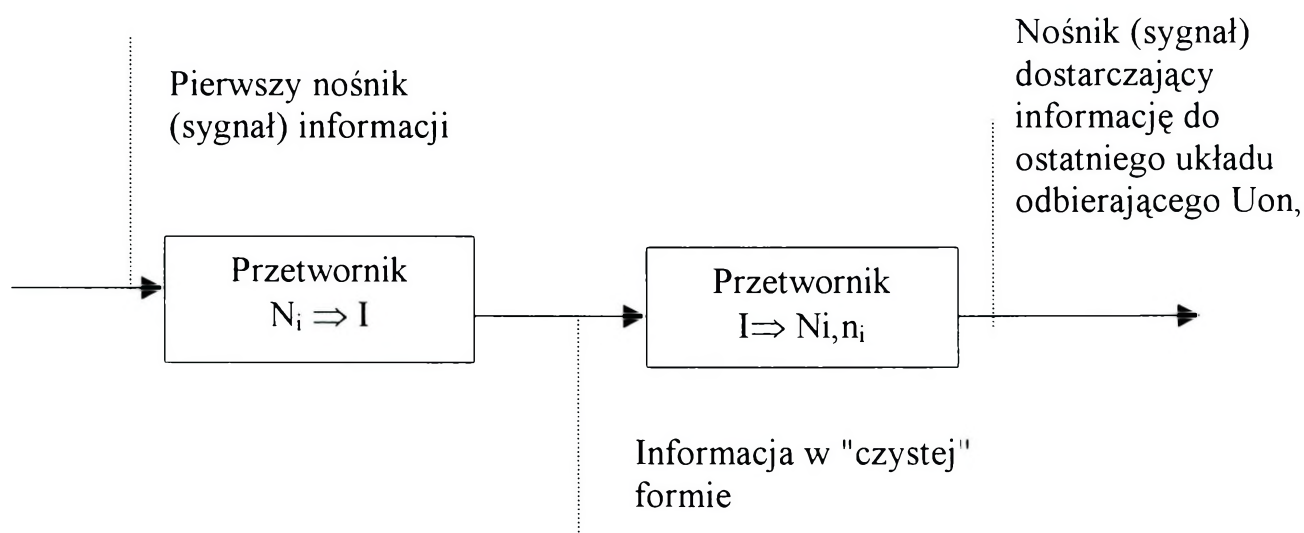 Pierwszy nośnik
(sygnał) informacji
Nośnik (sygnał)
dostarczający
informację do
ostatniego układu
odbierającego Uon,
Przetwornik
Nᵢ ⇒ I
Przetwornik
I⇒ Ni,nᵢ
Informacja w "czystej"
formie